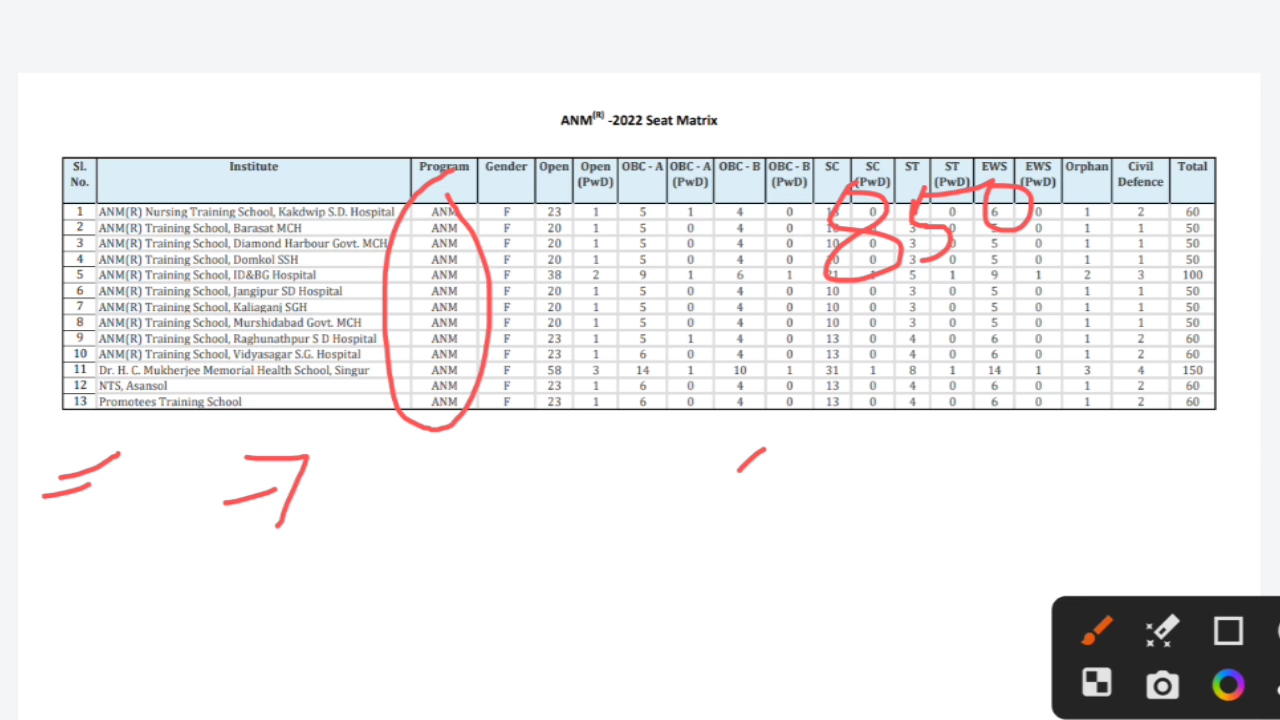 ANM(R) -2022 Seat Matrix
Sl. No. Institute Program Gender Open Open (PwD) OBC - A OBC - A (PwD) OBC - B OBC - B (PwD) SC SC (PwD) ST ST (PwD) EWS EWS (PwD) Orphan Civil Defence Total
1 ANM(R) Nursing Training School, Kakdwip S.D. Hospital ANM F 23 1 5 1 4 0 0 0 6 0 1 2 60
2 ANM(R) Training School, Barasat MCH ANM F 20 1 5 0 4 0 3 0 1 1 50
3 ANM(R) Training School, Diamond Harbour Govt. MCH ANM F 20 1 5 0 4 0 10 0 3 0 5 0 1 1 50
4 ANM(R) Training School, Domkol SSH ANM F 20 1 5 0 4 0 10 0 3 0 5 0 1 1 50
5 ANM(R) Training School, ID&BG Hospital ANM F 38 2 9 1 6 1 21 1 5 1 9 1 2 3 100
6 ANM(R) Training School, Jangipur SD Hospital ANM F 20 1 5 0 4 0 10 0 3 0 5 0 1 1 50
7 ANM(R) Training School, Kaliaganj SGH ANM F 20 1 5 0 4 0 10 0 3 0 5 0 1 1 50
8 ANM(R) Training School, Murshidabad Govt. MCH ANM F 20 1 5 0 4 0 10 0 3 0 5 0 1 1 50
9 ANM(R) Training School, Raghunathpur S D Hospital ANM F 23 1 5 1 4 0 13 0 4 0 6 0 1 2 60
10 ANM(R) Training School, Vidyasagar S.G. Hospital ANM F 23 1 6 0 4 0 13 0 4 0 6 0 1 2 60
11 Dr. H. C. Mukherjee Memorial Health School, Singur ANM F 58 3 14 1 10 1 31 1 8 1 14 1 3 4 150
12 NTS, Asansol ANM F 23 1 6 0 4 0 13 0 4 0 6 0 1 2 60
13 Promotees Training School ANM F 23 1 6 0 4 0 13 0 4 0 6 0 1 2 60
850